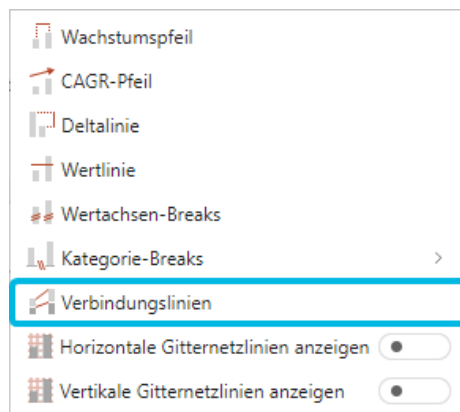 Wachstumspfeil
CAGR-Pfeil
Deltalinie
Wertlinie
Wertachsen-Breaks
Kategorie-Breaks
Verbindungslinien
Horizontale Gitternetzlinien anzeigen
Vertikale Gitternetzlinien anzeigen